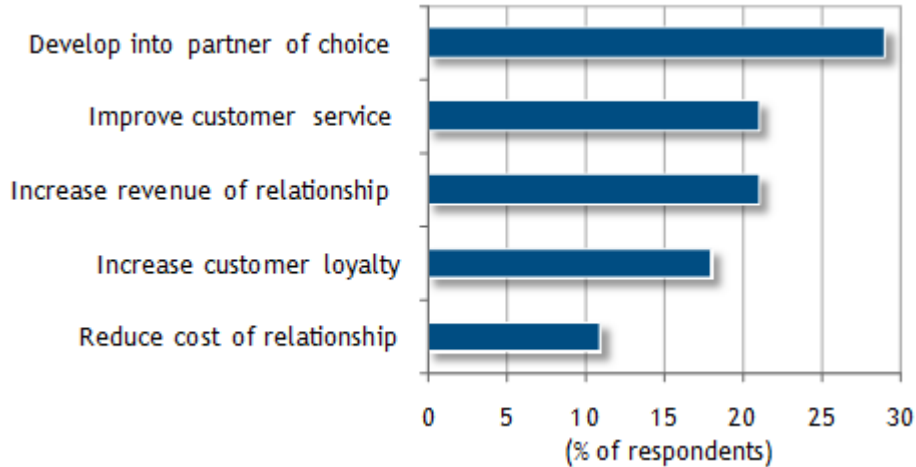 Develop into partner of choice
Improve customer service
Increase revenue of relationship
Increase customer loyalty
Reduce cost of relationship
0 5 10 15 20 25 30
(% of respondents)